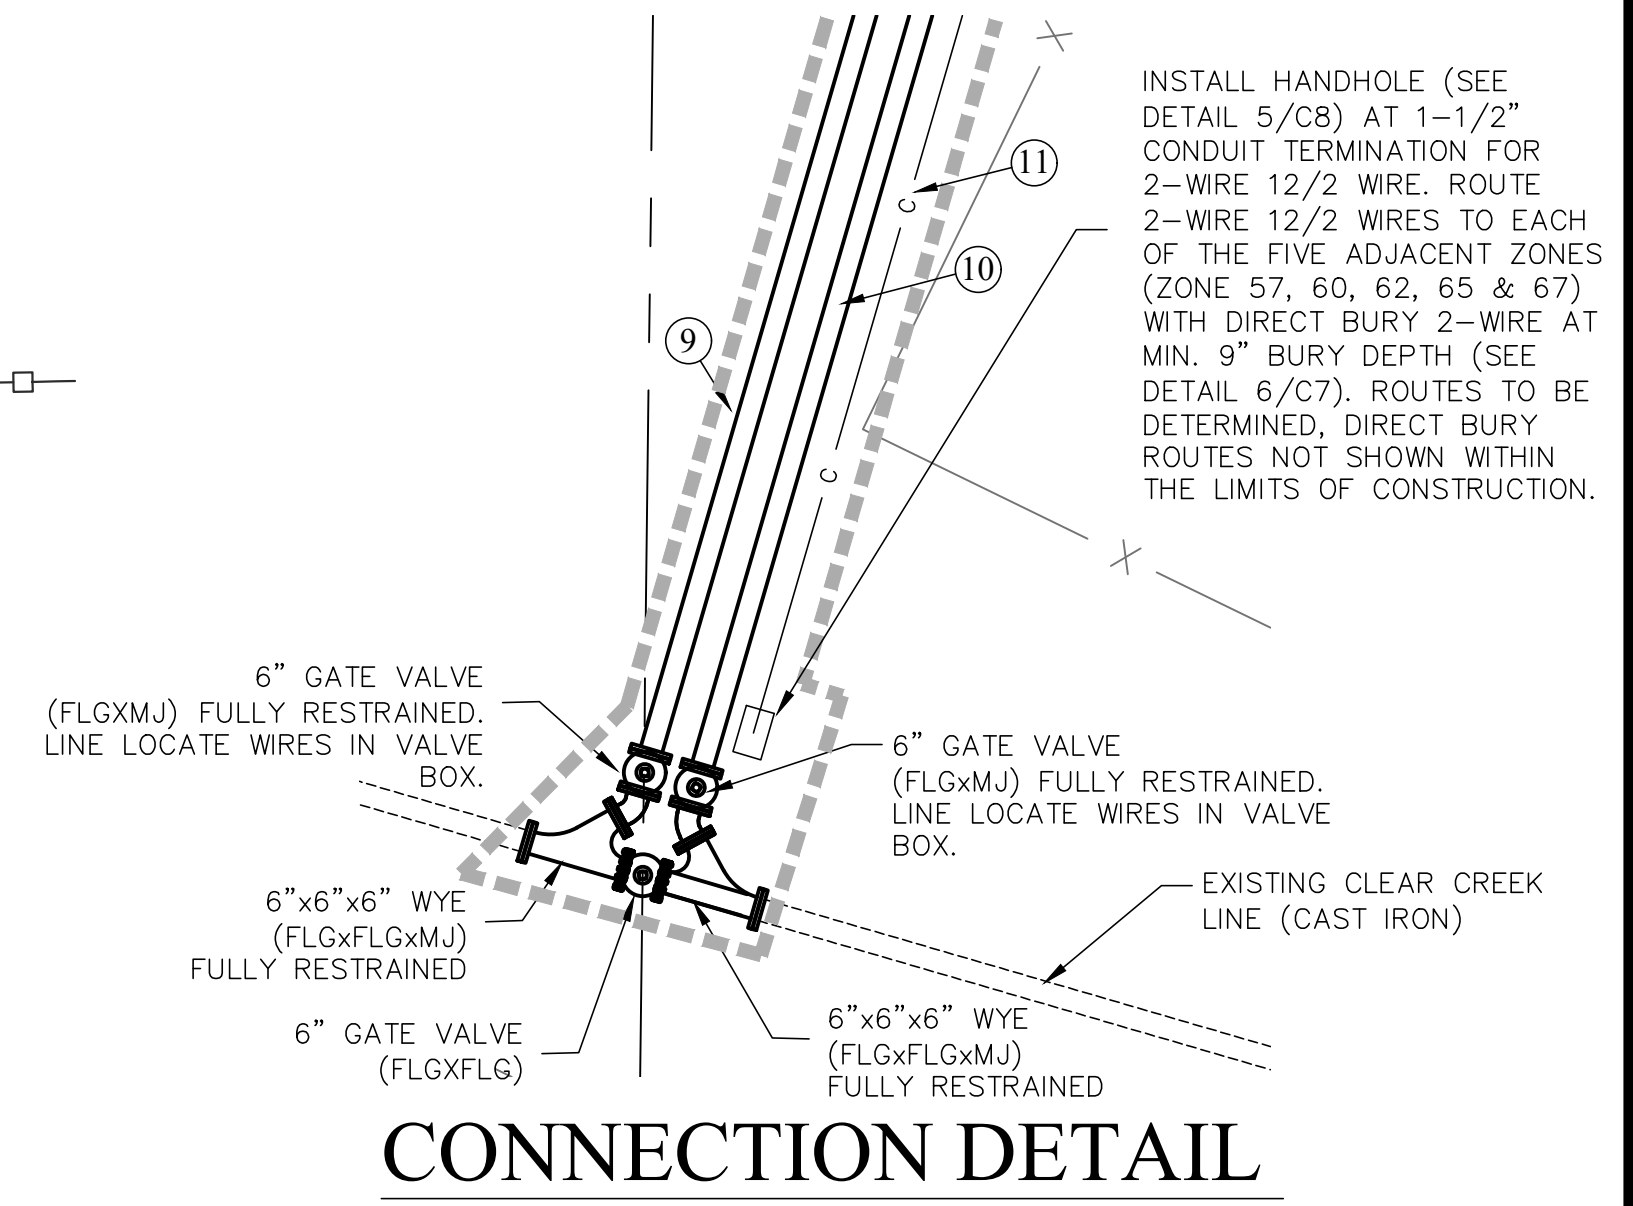 INSTALL HANDHOLE (SEE
DETAIL 5/C8) AT 1-1/2”
CONDUIT TERMINATION FOR
2-WIRE 12/2 WIRE. ROUTE
2-WIRE 12/2 WIRES TO EACH
OF THE FIVE ADJACENT ZONES
(ZONE 57, 60, 62, 65 & 67)
WITH DIRECT BURY 2-WIRE AT
MIN. 9” BURY DEPTH (SEE
DETAIL 6/C7). ROUTES TO BE
DETERMINED, DIRECT BURY
ROUTES NOT SHOWN WITHIN
THE LIMITS OF CONSTRUCTION.
X
11
C
10
9
C
X
6” GATE VALVE
(FLGXMJ) FULLY RESTRAINED.
LINE LOCATE WIRES IN VALVE
BOX.
6” GATE VALVE
(FLGxMJ) FULLY RESTRAINED.
LINE LOCATE WIRES IN VALVE
BOX.
EXISTING CLEAR CREEK
LINE (CAST IRON)
6”x6”x6” WYE
(FLGxFLGxMJ)
FULLY RESTRAINED
6” GATE VALVE
(FLGXFLG)
6”x6”x6” WYE
(FLGxFLGxMJ)
FULLY RESTRAINED
CONNECTION DETAIL